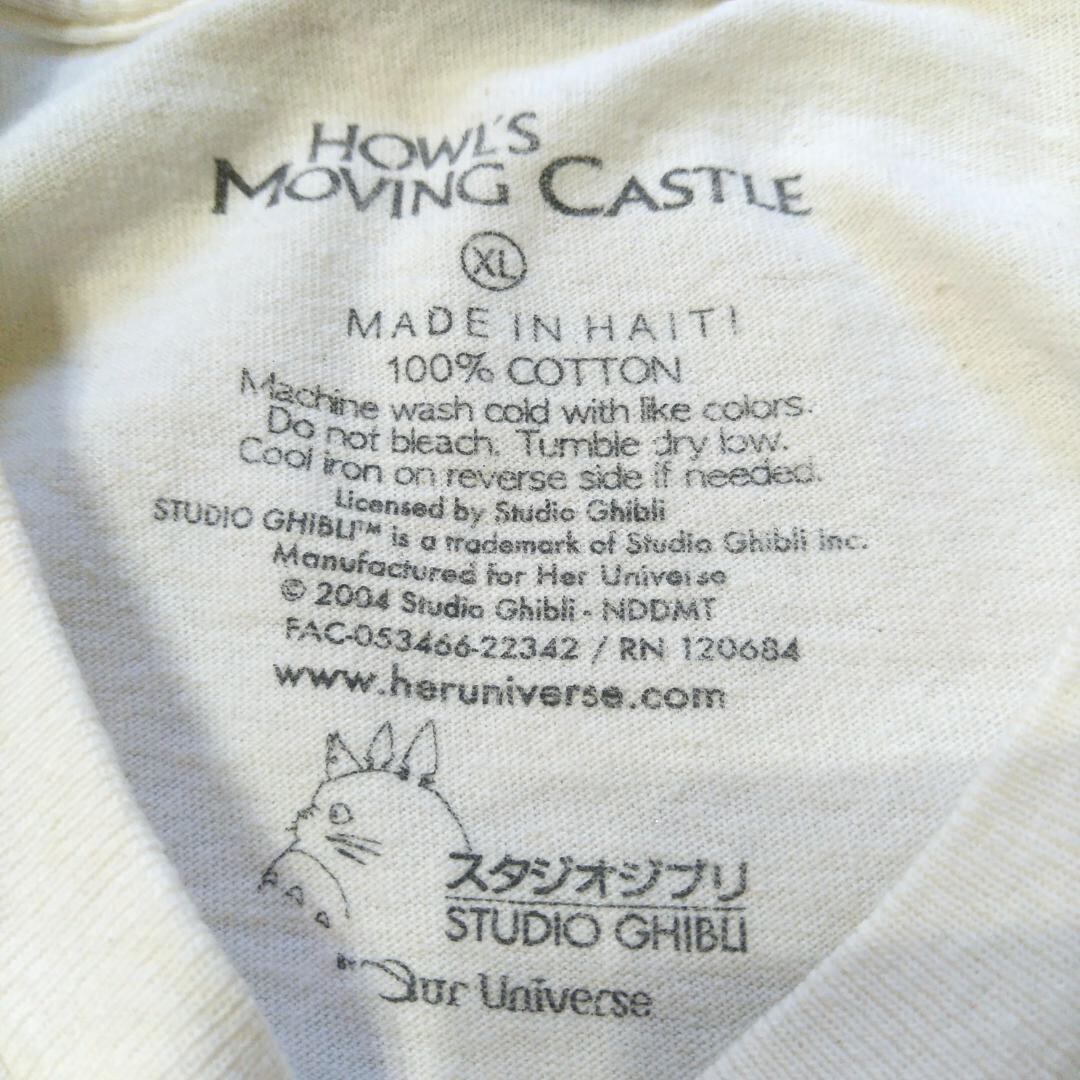 HOWL'S
MOVING CASTLE
XL
MADE IN HAITI
100% COTTON
Machine wash cold with like colors.
Do not bleach. Tumble dry low.
Cool iron on reverse side if needed.
Licensed by Studio Ghibli
STUDIO GHIBLI™ is a trademark of Studio Ghibli Inc.
Manufactured for Her Universe
© 2004 Studio Ghibli - NDDMT
FAC-053466-22342 / RN 120684
www.heruniverse.com
スタジオジブリ
STUDIO GHIBLI
BY Her Universe